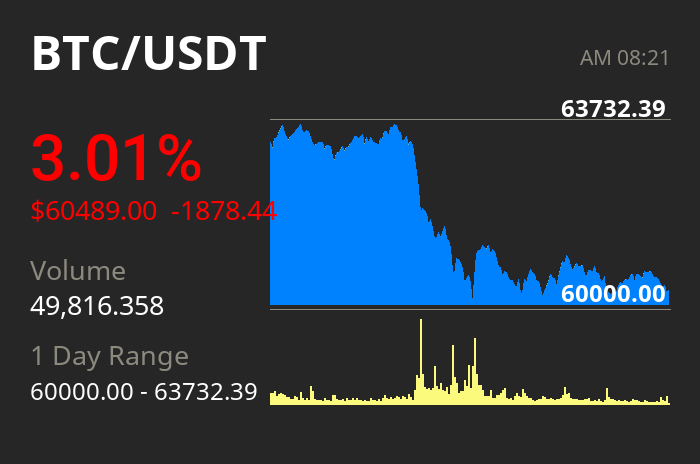 BTC/USDT
AM 08:21
63732.39
3.01%
$60489.00 -1878.44
Volume
49,816.358
60000.00
1 Day Range
60000.00 - 63732.39